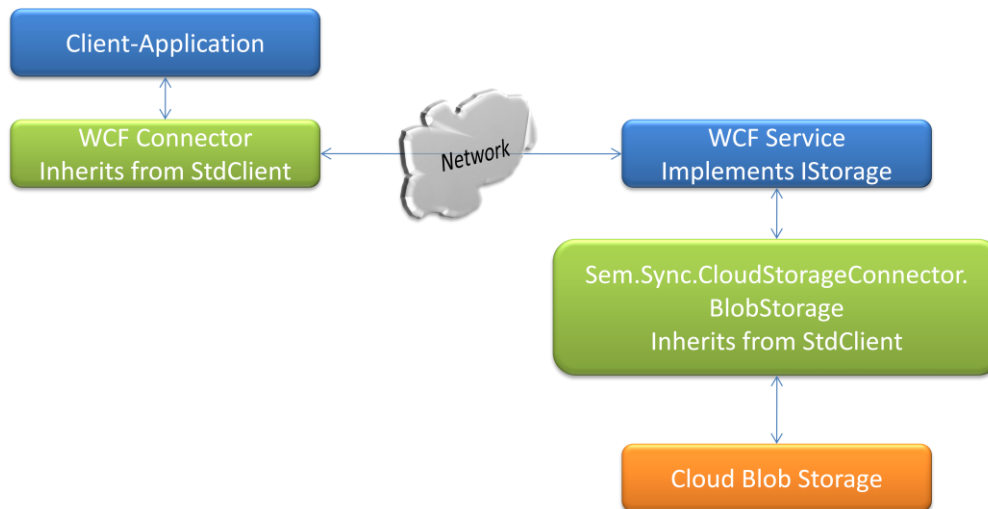 Client-Application
WCF Connector
Inherits from StdClient
Network
WCF Service
Implements IStorage
Sem.Sync.CloudStorageConnector.
BlobStorage
Inherits from StdClient
Cloud Blob Storage